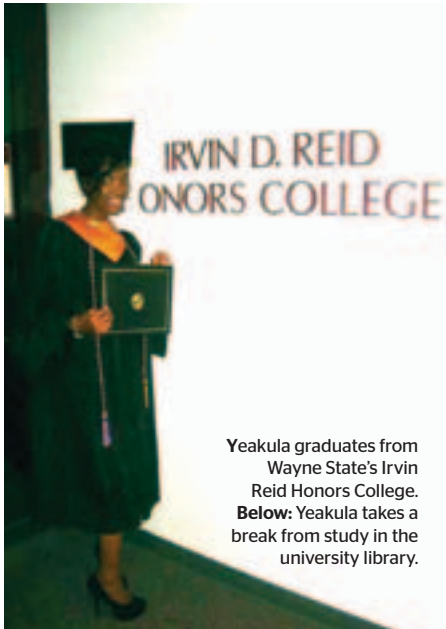 IRVIN D. REID
ONORS COLLEGE
Yeakula graduates from
Wayne State's Irvin
Reid Honors College.
Below: Yeakula takes a
break from study in the
university library.